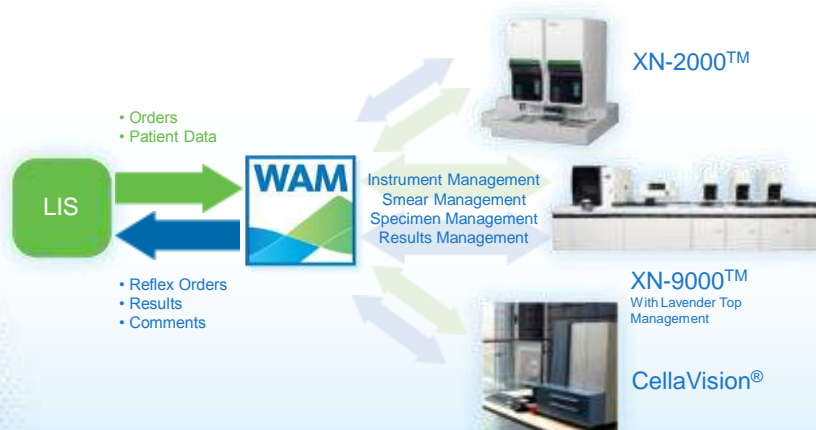 XN-2000TM
• Orders
• Patient Data
LIS
WAM
Instrument Management
Smear Management
Specimen Management
Results Management
• Reflex Orders
• Results
• Comments
XN-9000TM
With Lavender Top
Management
CellaVision®